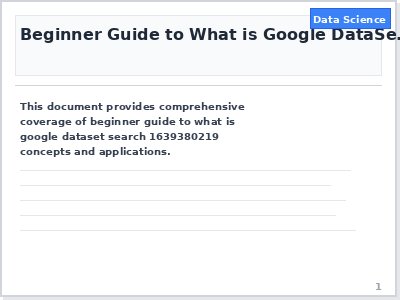 Data Science
Beginner Guide to What is Google DataSe.
This document provides comprehensive
coverage of beginner guide to what is
google dataset search 1639380219
concepts and applications.
1